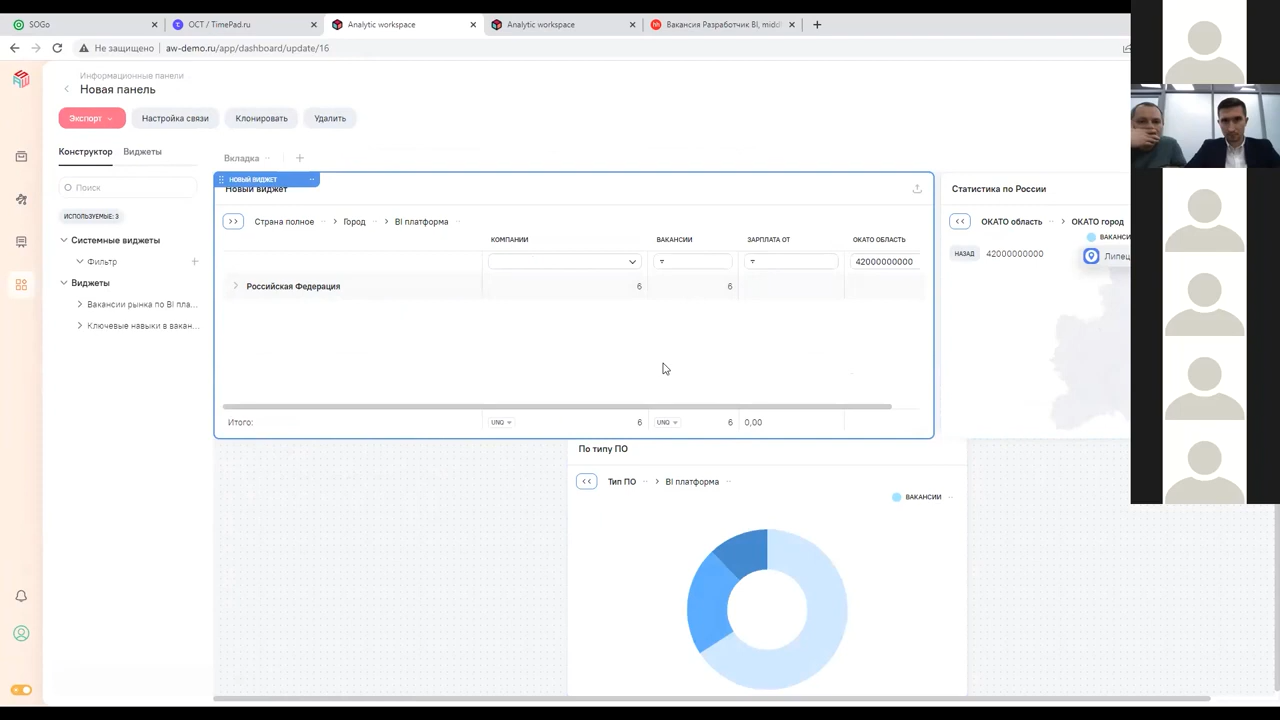 SOGo
ОСТ / TimePad.ru
Analytic workspace
Analytic workspace
Вакансия Разработчик BI, midd
Не защищено
aw-demo.ru/app/dashboard/update/16
Информационные панели
Новая панель
Экспорт
Настройка связи
Клонировать
Удалить
Конструктор
Виджеты
Вкладка
Поиск
ИСПОЛЬЗУЕМЫЕ: 3
Системные виджеты
Фильтр
Виджеты
Вакансии рынка по BI пла...
Ключевые навыки в вакан...
НОВЫЙ ВИДЖЕТ
Новый виджет
Страна полное > Город > BI платформа
КОМПАНИИ
ВАКАНСИИ
ЗАРПЛАТА ОТ
ОКАТО ОБЛАСТЬ
= = 42000000000
Российская Федерация 6 6
Итого: UNQ 6 UNQ 6 0,00
Статистика по России
ОКАТО область > ОКАТО город
ВАКАНСИ
НАЗАД 42000000000
Липец
По типу ПО
Тип ПО > BI платформа
ВАКАНСИИ